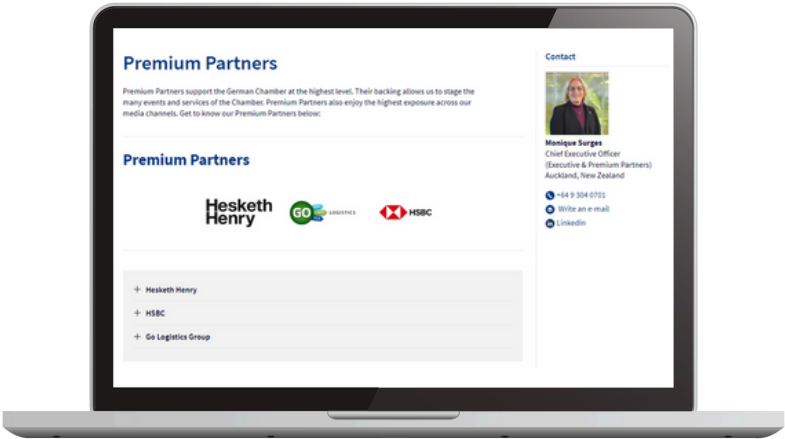 Premium Partners
Premium Partners support the German Chamber at the highest level. Their backing allows us to stage the
many events and services of the Chamber. Premium Partners also enjoy the highest exposure across our
media channels. Get to know our Premium Partners below:
Premium Partners
Hesketh
Henry
GO LOGISTICS
HSBC
+ Hesketh Henry
+ HSBC
+ Go Logistics Group
Contact
Monique Surges
Chief Executive Officer
(Executive & Premium Partners)
Auckland, New Zealand
+64 9 304 0701
Write an e-mail
Linkedin